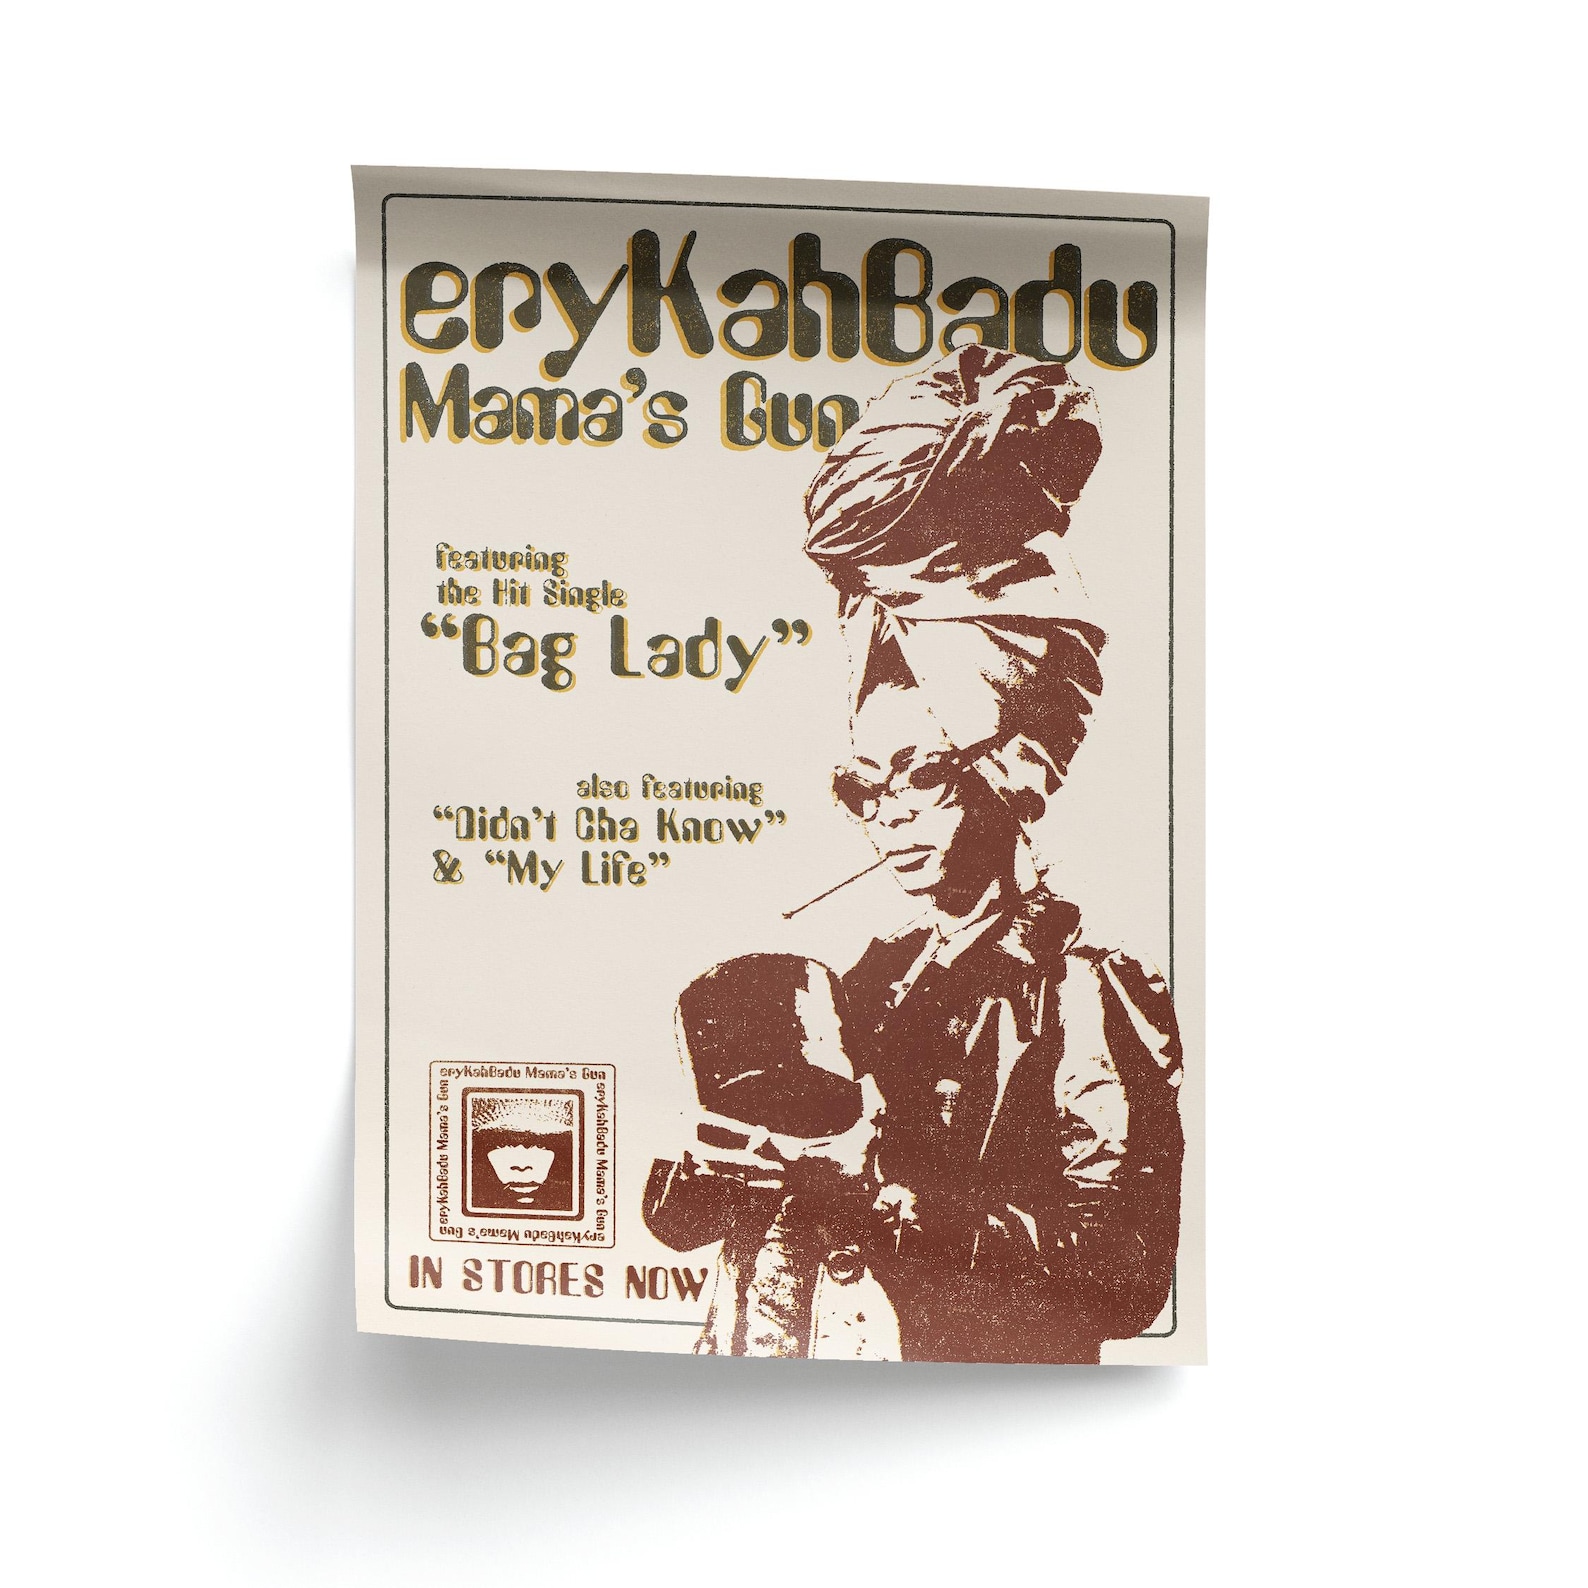 eryKahBadu
Mama's Gun
featuring
the Hit Single
“Bag Lady”
also featuring
“Didn't Cha Know”
& “My Life”
eryKahBadu Mama's Gun
eryKahBadu Mama's Gun
eryKahBadu Mama's Gun
eryKahBadu Mama's Gun
IN STORES NOW